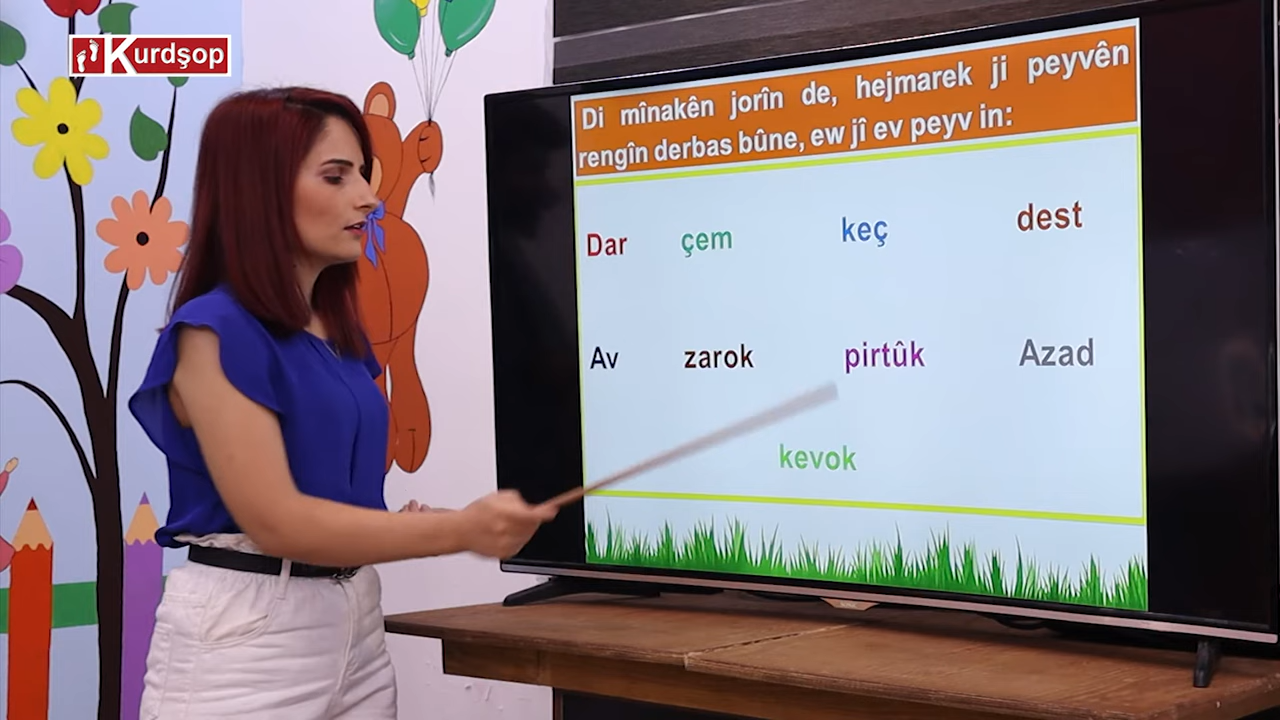 Kurdşop
Di mînakên jorîn de, hejmarek ji peyvên
rengîn derbas bûne, ew jî ev peyv in:
Dar çem keç dest
Av zarok pirtûk Azad
kevok